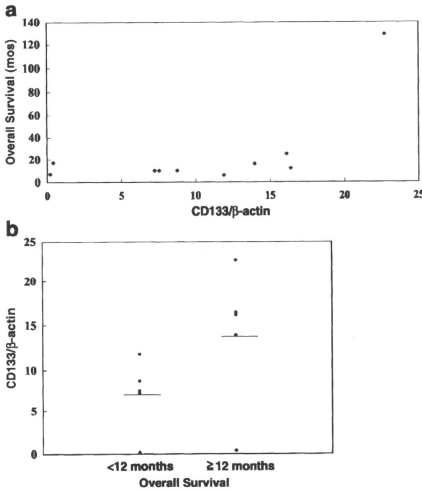 a
140
120
100
80
60
40
20
0
Overall Survival (mos)
0 5 10 15 20 25
CD133/β-actin
b
25
20
15
10
5
0
CD133/β-actin
<12 months ≥12 months
Overall Survival